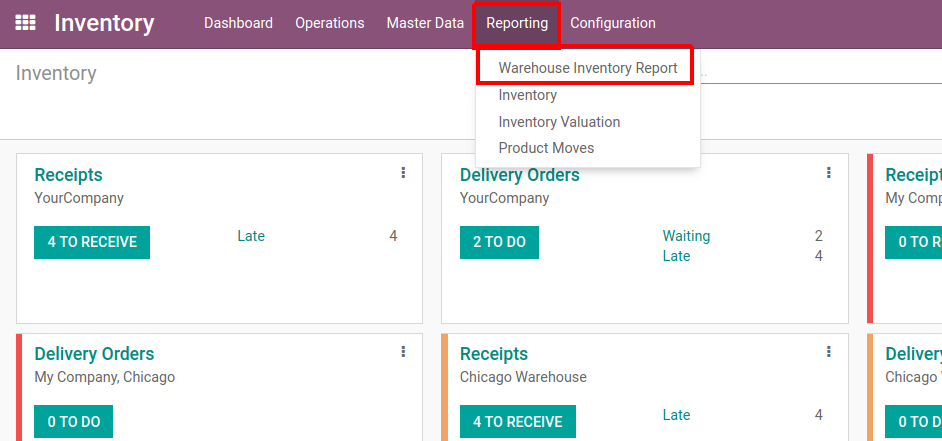 Inventory Dashboard Operations Master Data Reporting Configuration
Inventory
Warehouse Inventory Report
Inventory
Inventory Valuation
Product Moves
Receipts
YourCompany
4 TO RECEIVE Late 4
Delivery Orders
YourCompany
2 TO DO Waiting 2
Late 4
Receip
My Comp
0 TO R
Delivery Orders
My Company, Chicago
0 TO DO
Receipts
Chicago Warehouse
4 TO RECEIVE Late 4
Deliver
Chicago
0 TO D